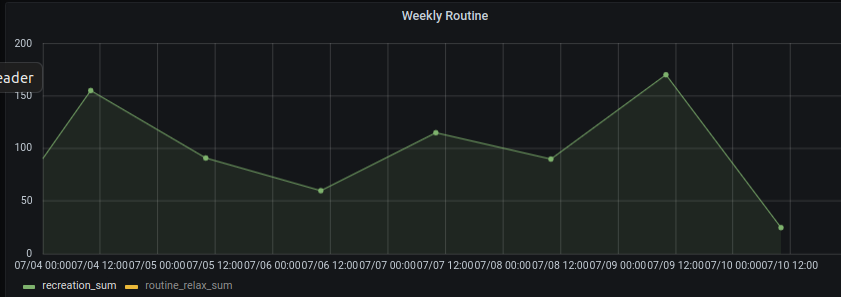 Weekly Routine
200
eader
150
100
50
0
07/04 00:00 07/04 12:00 07/05 00:00 07/05 12:00 07/06 00:00 07/06 12:00 07/07 00:00 07/07 12:00 07/08 00:00 07/08 12:00 07/09 00:00 07/09 12:00 07/10 00:00 07/10 12:00
recreation_sum routine_relax_sum